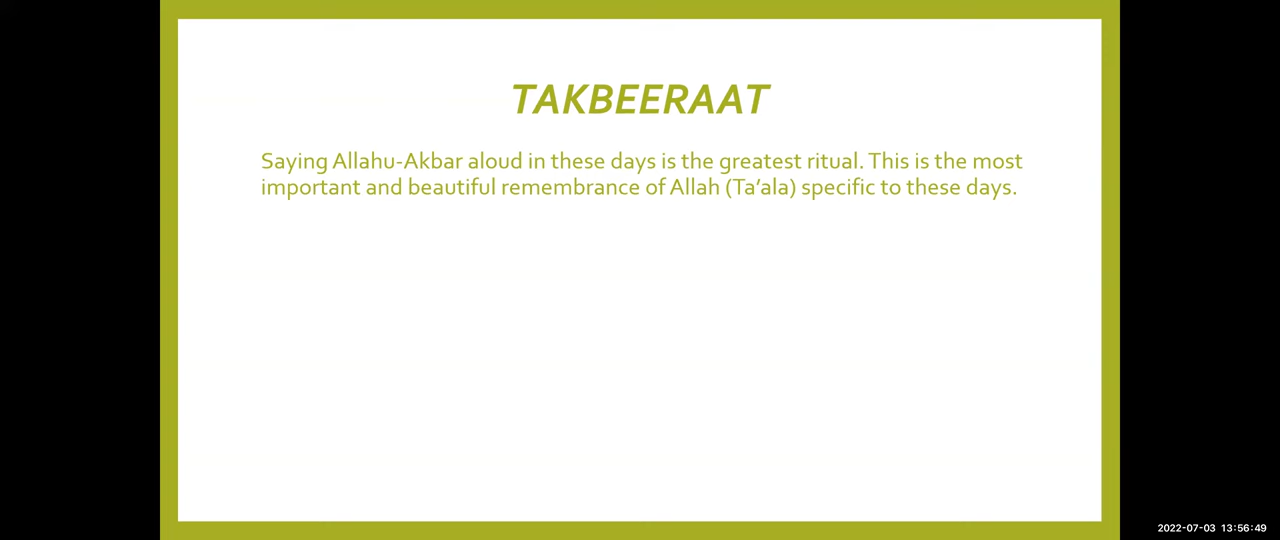 TAKBEERAAT
Saying Allahu-Akbar aloud in these days is the greatest ritual. This is the most
important and beautiful remembrance of Allah (Ta’ala) specific to these days.
2022-07-03 13:56:49